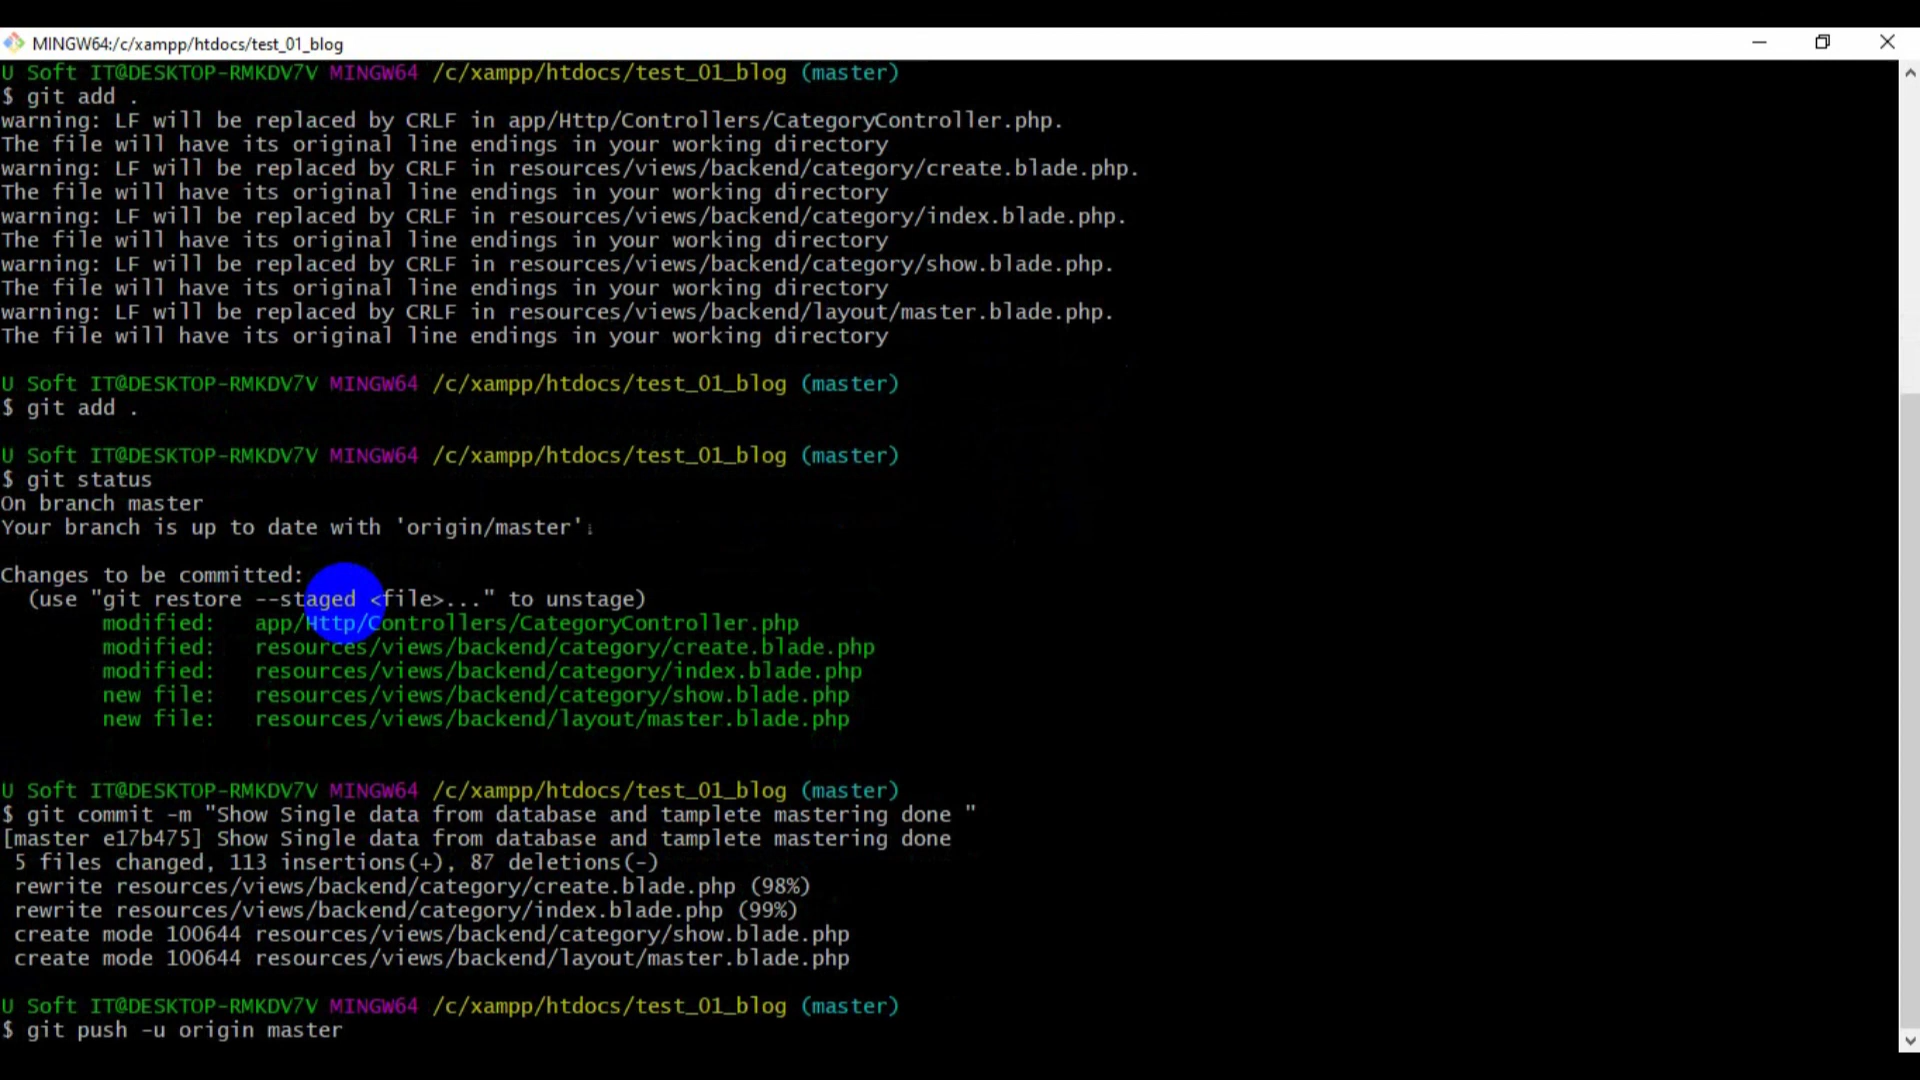 MINGW64:/c/xampp/htdocs/test_01_blog
U Soft IT@DESKTOP-RMKDV7V MINGW64 /c/xampp/htdocs/test_01_blog (master)
$ git add .
warning: LF will be replaced by CRLF in app/Http/Controllers/CategoryController.php.
The file will have its original line endings in your working directory
warning: LF will be replaced by CRLF in resources/views/backend/category/create.blade.php.
The file will have its original line endings in your working directory
warning: LF will be replaced by CRLF in resources/views/backend/category/index.blade.php.
The file will have its original line endings in your working directory
warning: LF will be replaced by CRLF in resources/views/backend/category/show.blade.php.
The file will have its original line endings in your working directory
warning: LF will be replaced by CRLF in resources/views/backend/layout/master.blade.php.
The file will have its original line endings in your working directory
U Soft IT@DESKTOP-RMKDV7V MINGW64 /c/xampp/htdocs/test_01_blog (master)
$ git add .
U Soft IT@DESKTOP-RMKDV7V MINGW64 /c/xampp/htdocs/test_01_blog (master)
$ git status
On branch master
Your branch is up to date with 'origin/master'.
Changes to be committed:
(use "git restore --staged <file>..." to unstage)
modified: app/Http/Controllers/CategoryController.php
modified: resources/views/backend/category/create.blade.php
modified: resources/views/backend/category/index.blade.php
new file: resources/views/backend/category/show.blade.php
new file: resources/views/backend/layout/master.blade.php
U Soft IT@DESKTOP-RMKDV7V MINGW64 /c/xampp/htdocs/test_01_blog (master)
$ git commit -m "Show Single data from database and tamplete mastering done "
[master e17b475] Show Single data from database and tamplete mastering done
5 files changed, 113 insertions(+), 87 deletions(-)
rewrite resources/views/backend/category/create.blade.php (98%)
rewrite resources/views/backend/category/index.blade.php (99%)
create mode 100644 resources/views/backend/category/show.blade.php
create mode 100644 resources/views/backend/layout/master.blade.php
U Soft IT@DESKTOP-RMKDV7V MINGW64 /c/xampp/htdocs/test_01_blog (master)
$ git push -u origin master